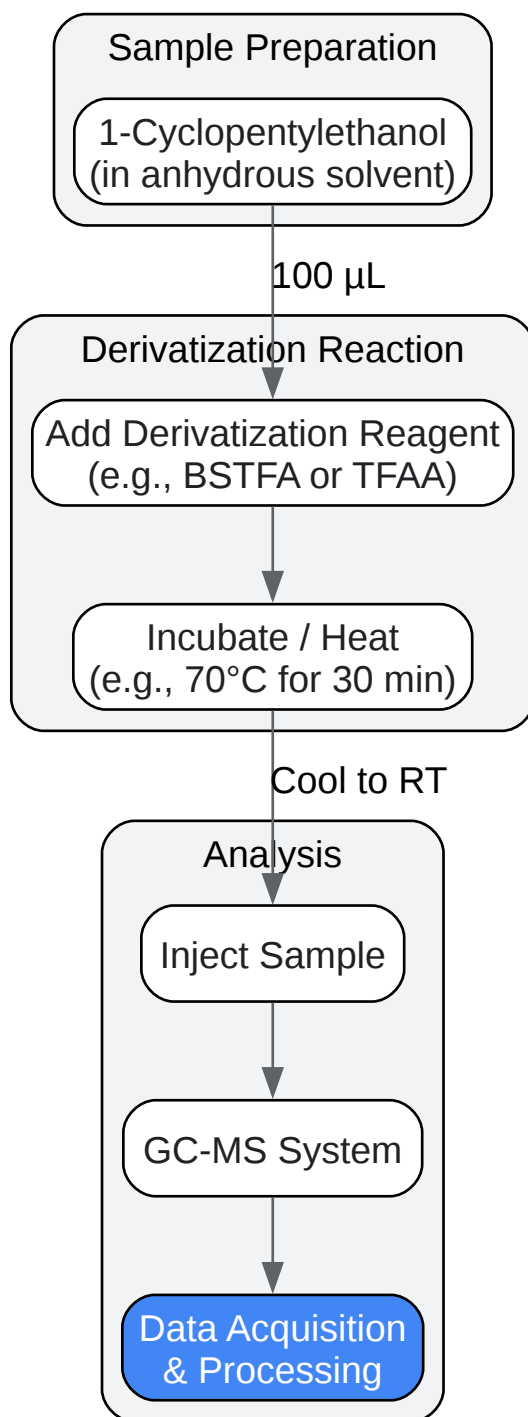 Sample Preparation
1-Cyclopentylethanol
(in anhydrous solvent)
100 µL
Derivatization Reaction
Add Derivatization Reagent
(e.g., BSTFA or TFAA)
Incubate / Heat
(e.g., 70°C for 30 min)
Cool to RT
Analysis
Inject Sample
GC-MS System
Data Acquisition
& Processing